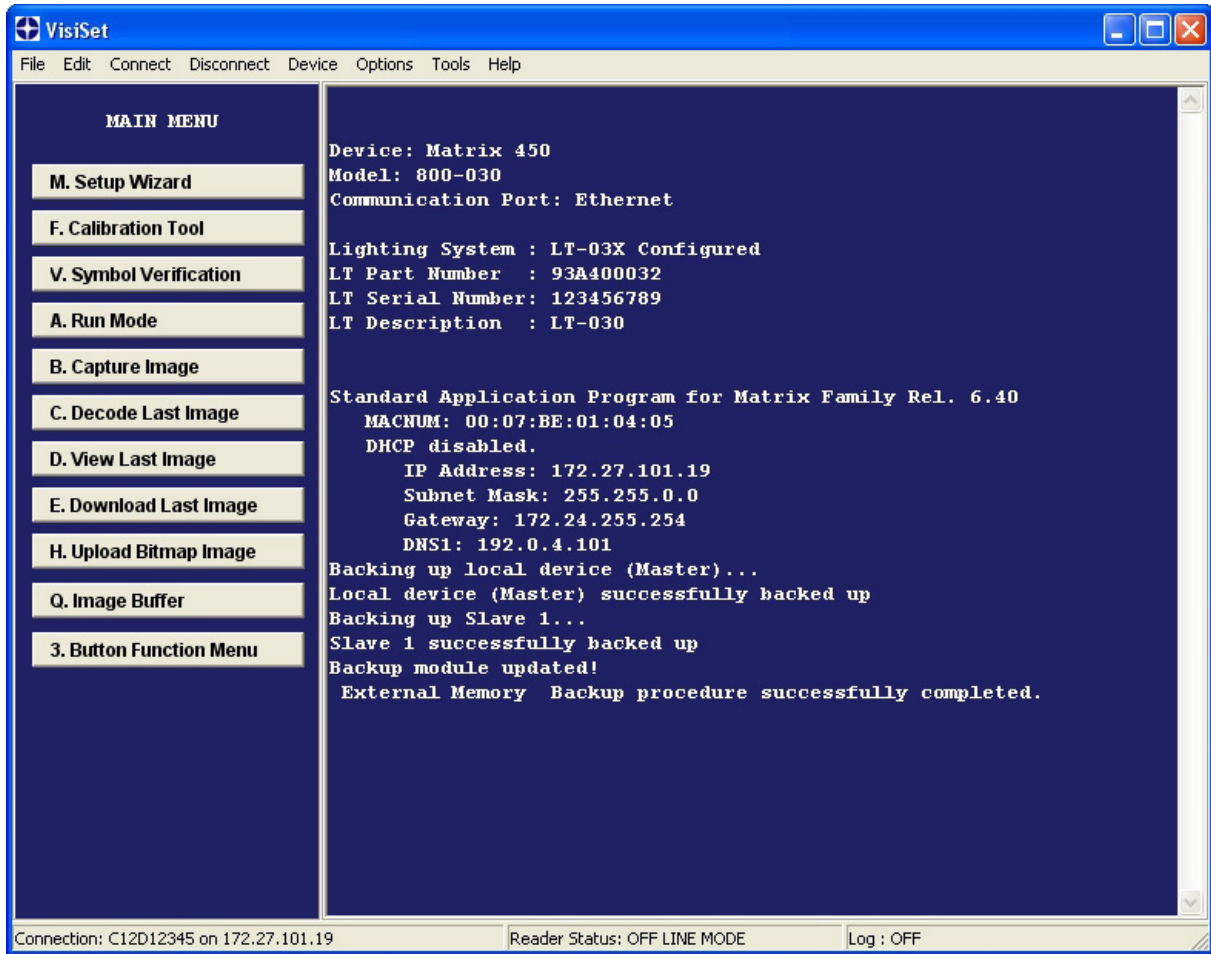 VisiSet
File Edit Connect Disconnect Device Options Tools Help
MAIN MENU
M. Setup Wizard
F. Calibration Tool
V. Symbol Verification
A. Run Mode
B. Capture Image
C. Decode Last Image
D. View Last Image
E. Download Last Image
H. Upload Bitmap Image
Q. Image Buffer
3. Button Function Menu
Device: Matrix 450
Model: 800-030
Communication Port: Ethernet
Lighting System : LT-03X Configured
LT Part Number : 93A400032
LT Serial Number: 123456789
LT Description : LT-030
Standard Application Program for Matrix Family Rel. 6.40
MACNUM: 00:07:BE:01:04:05
DHCP disabled.
IP Address: 172.27.101.19
Subnet Mask: 255.255.0.0
Gateway: 172.24.255.254
DNS1: 192.0.4.101
Backing up local device (Master)...
Local device (Master) successfully backed up
Backing up Slave 1...
Slave 1 successfully backed up
Backup module updated!
External Memory Backup procedure successfully completed.
Connection: C12D12345 on 172.27.101.19
Reader Status: OFF LINE MODE
Log : OFF